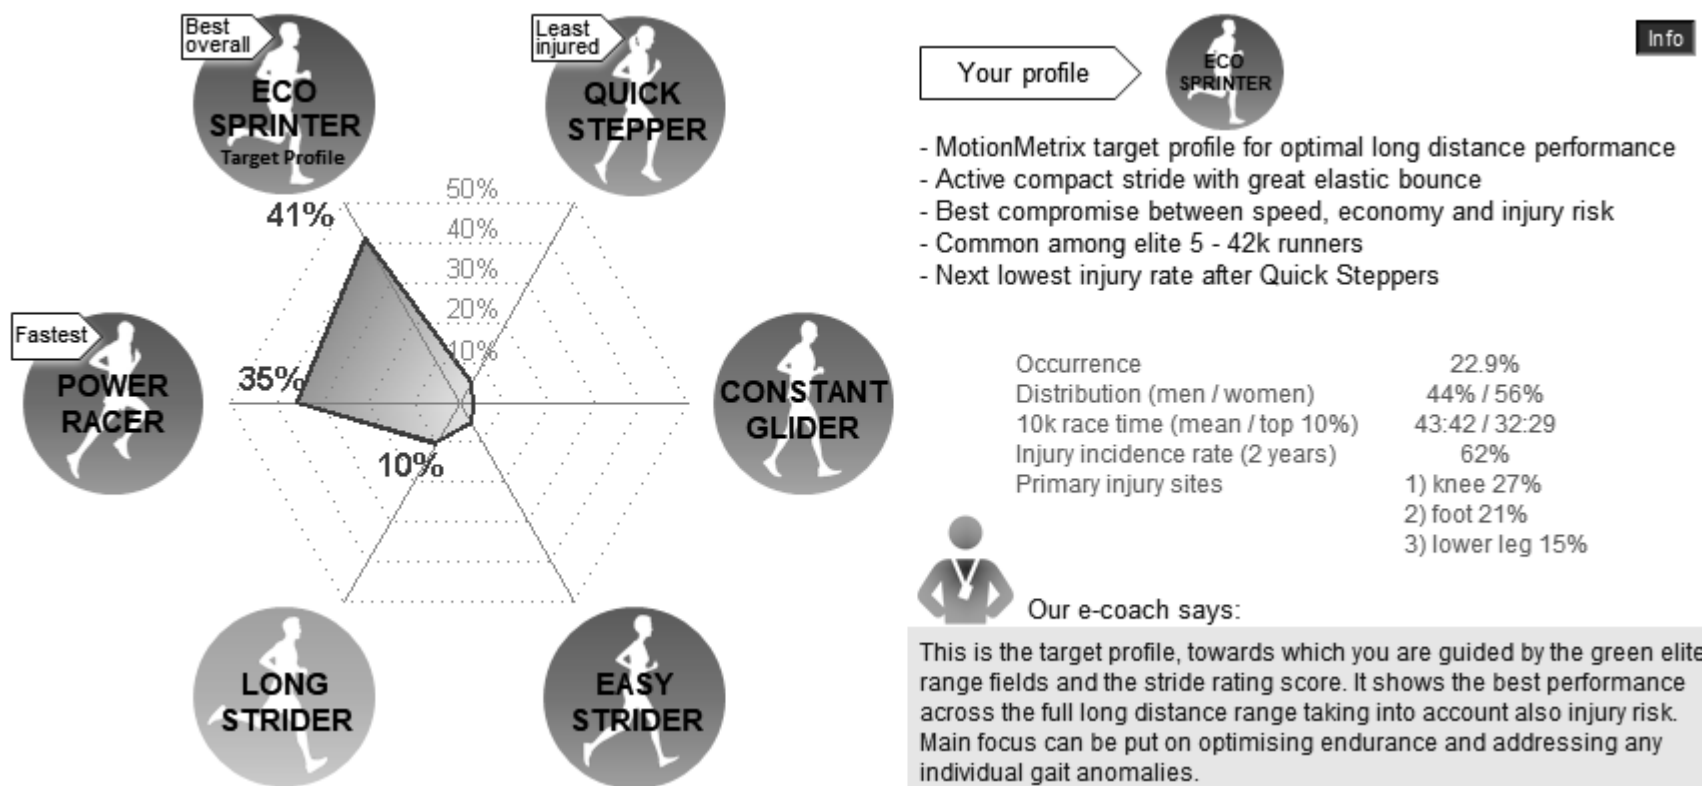 Best
overall
ECO
SPRINTER
Target Profile
Least
injured
QUICK
STEPPER
50%
41%
40%
30%
20%
10%
Fastest
POWER
RACER
35%
10%
CONSTANT
GLIDER
LONG
STRIDER
EASY
STRIDER
Your profile
ECO
SPRINTER
Info
- MotionMetrix target profile for optimal long distance performance
- Active compact stride with great elastic bounce
- Best compromise between speed, economy and injury risk
- Common among elite 5 - 42k runners
- Next lowest injury rate after Quick Steppers
Occurrence 22.9%
Distribution (men / women) 44% / 56%
10k race time (mean / top 10%) 43:42 / 32:29
Injury incidence rate (2 years) 62%
Primary injury sites 1) knee 27%
2) foot 21%
3) lower leg 15%
Our e-coach says:
This is the target profile, towards which you are guided by the green elite
range fields and the stride rating score. It shows the best performance
across the full long distance range taking into account also injury risk.
Main focus can be put on optimising endurance and addressing any
individual gait anomalies.